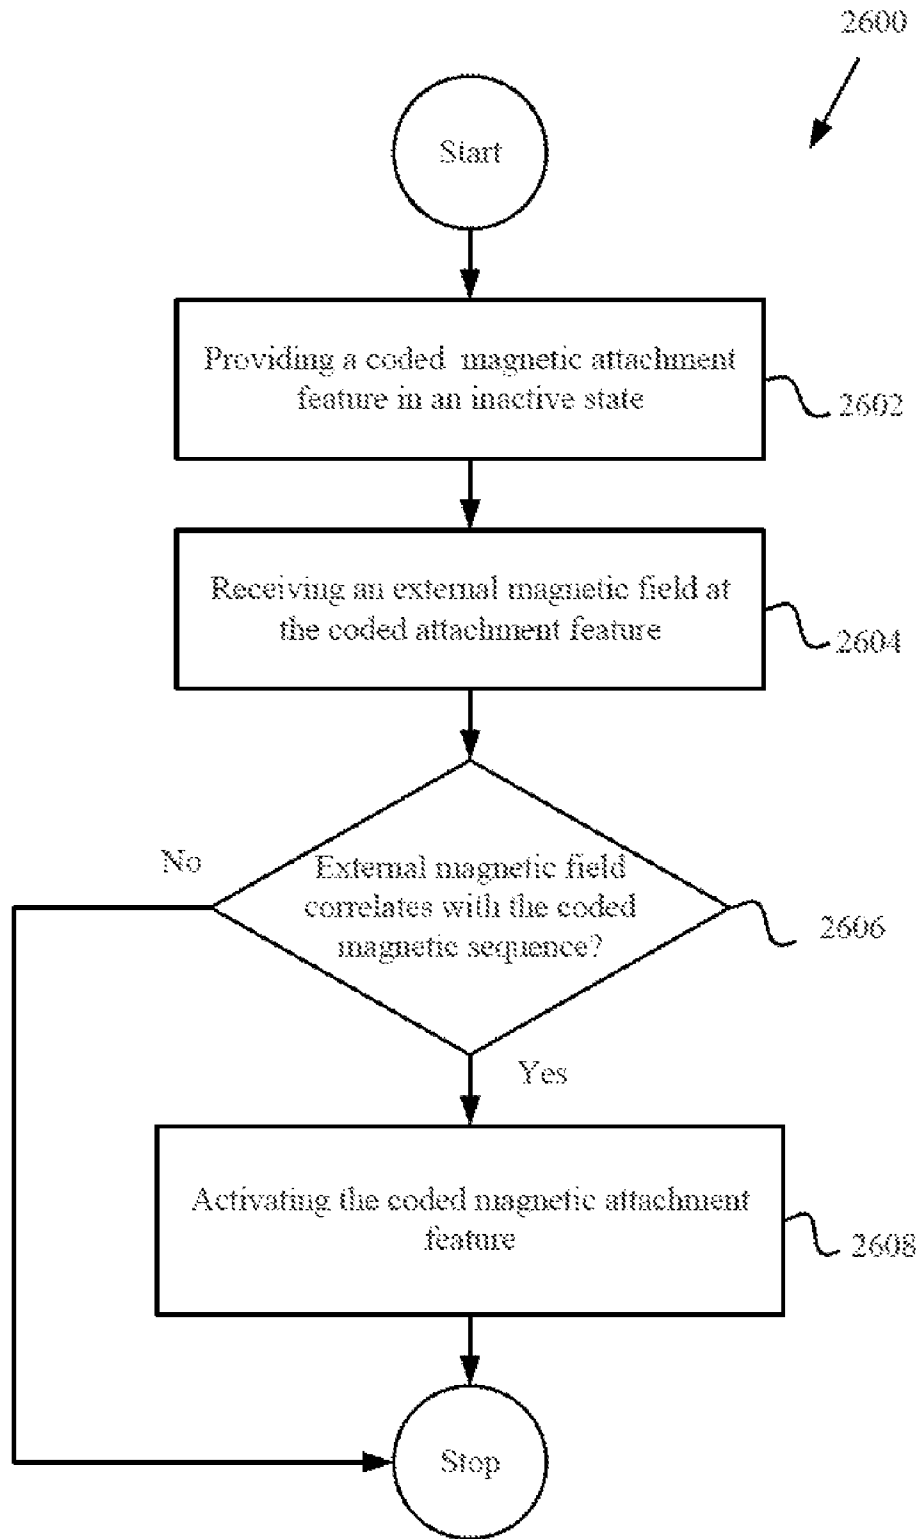 2600
Start
Providing a coded magnetic attachment
feature in an inactive state
2602
Receiving an external magnetic field at
the coded attachment feature
2604
No
External magnetic field
correlates with the coded
magnetic sequence?
2606
Yes
Activating the coded magnetic attachment
feature
2608
Stop